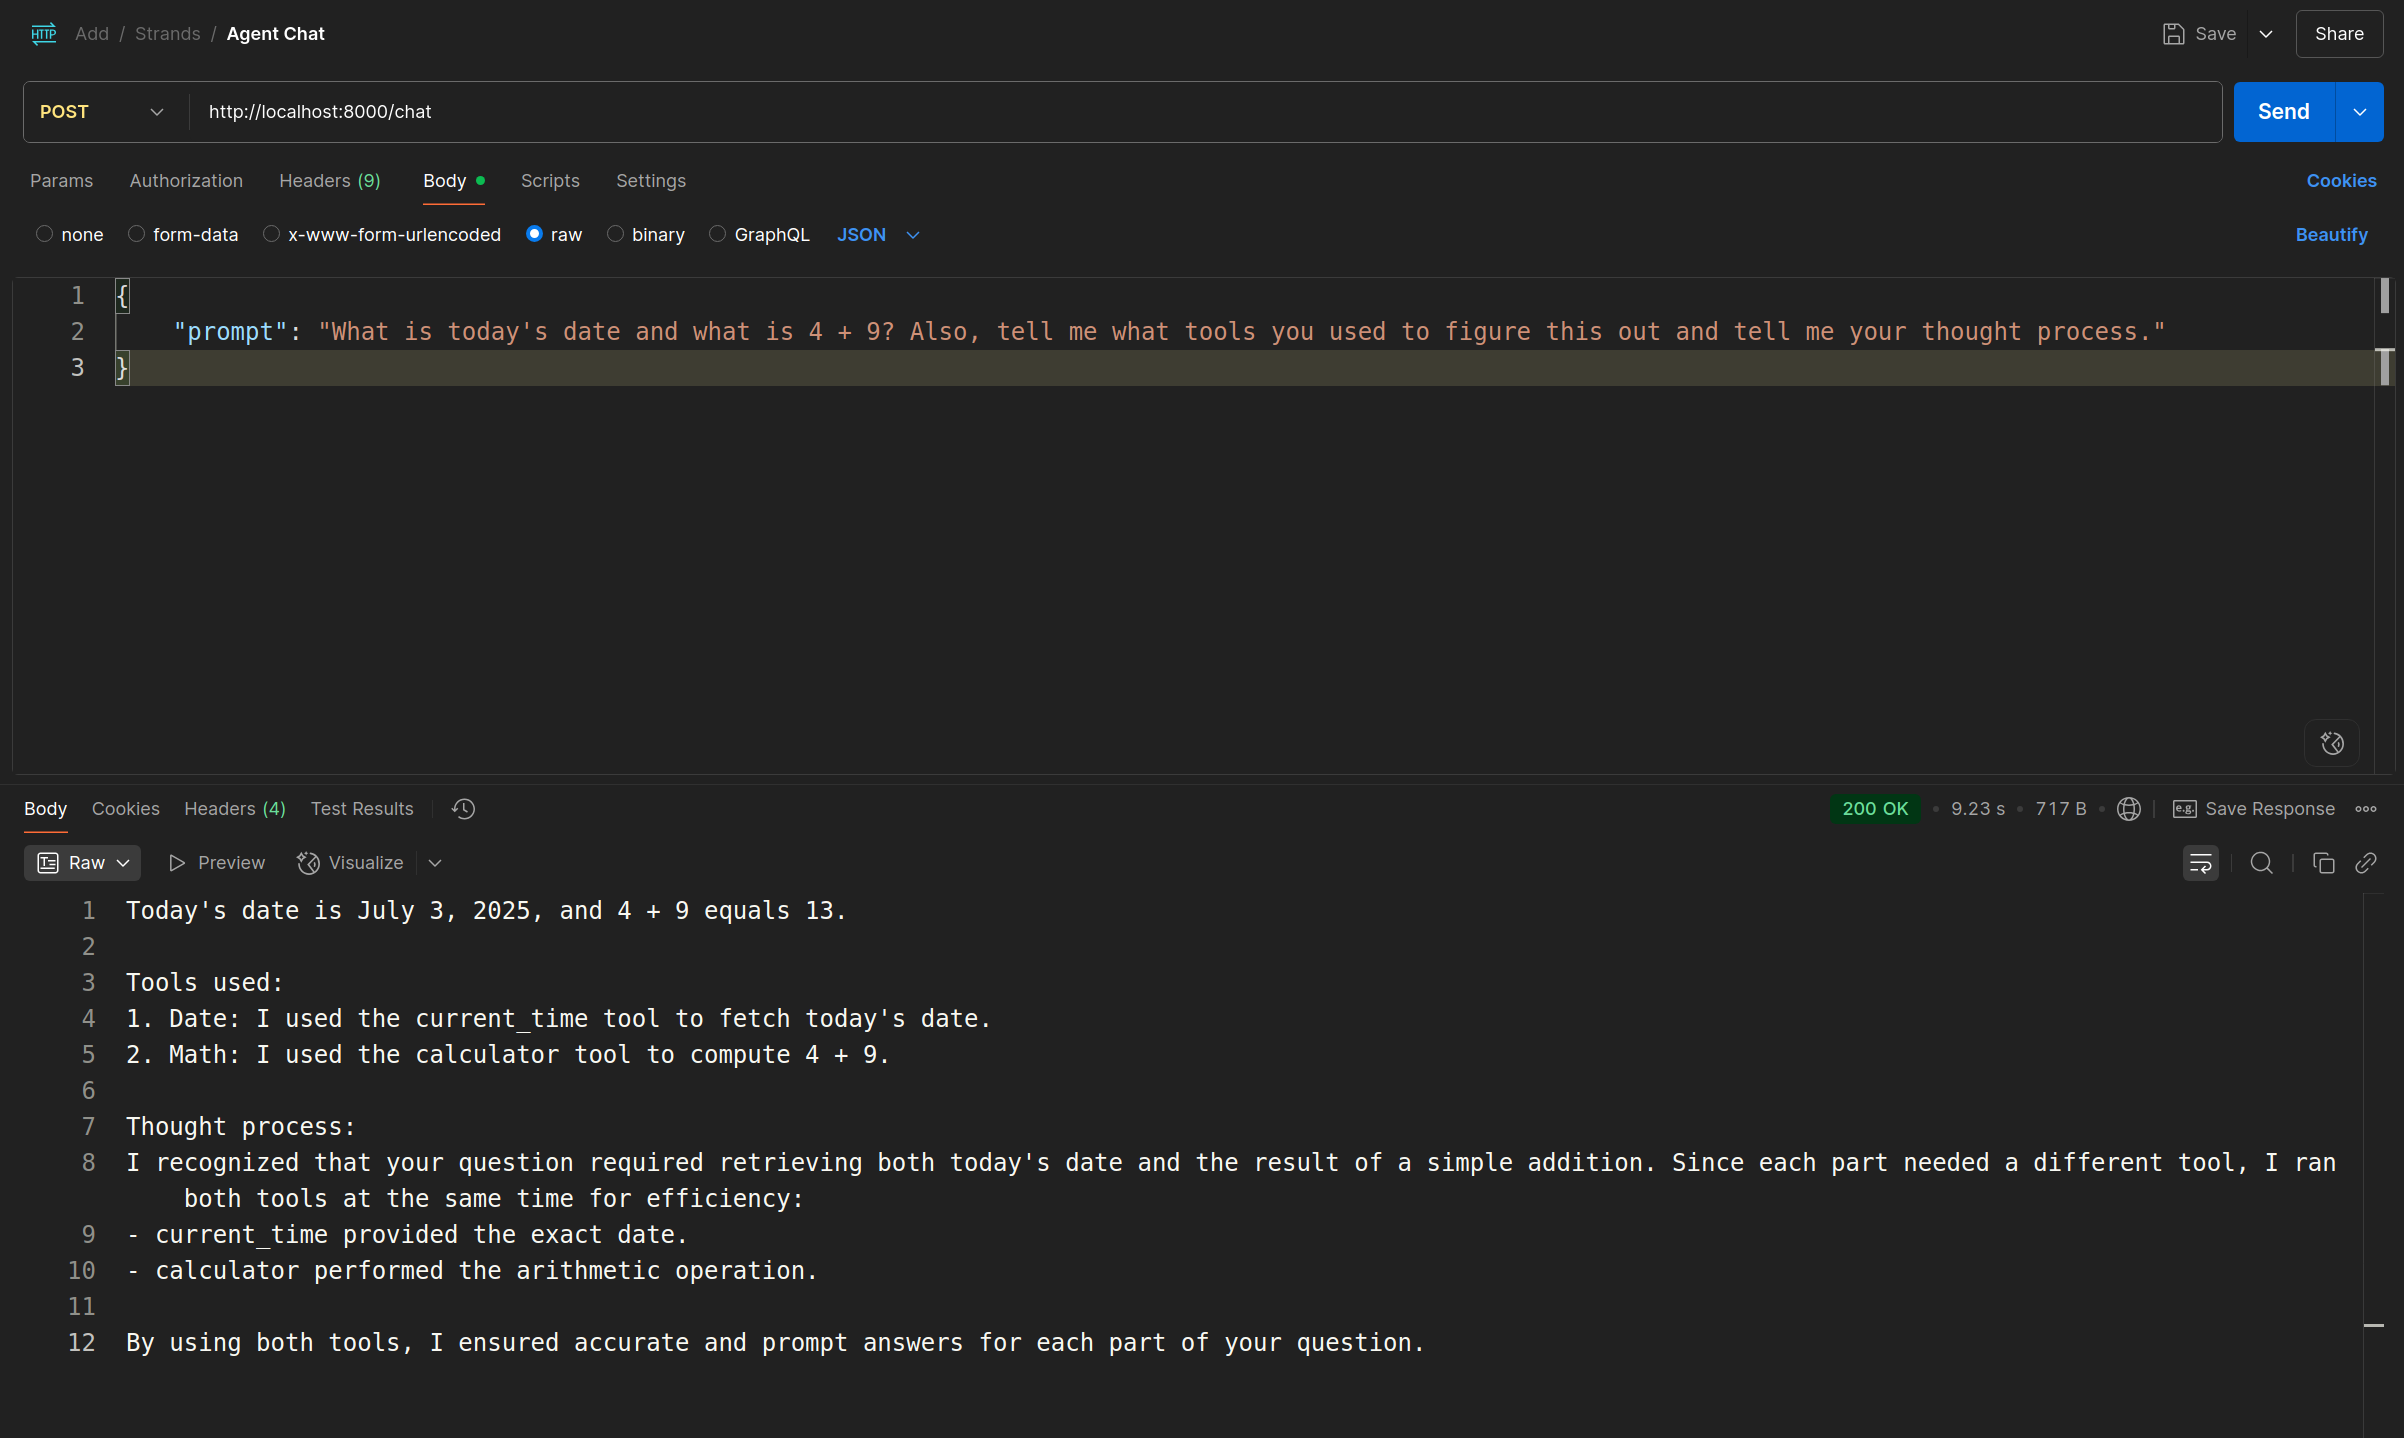 HTTP Add / Strands / Agent Chat Save Share
POST http://localhost:8000/chat Send
Params Authorization Headers (9) Body Scripts Settings Cookies
none form-data x-www-form-urlencoded raw binary GraphQL JSON Beautify
1 {
2 "prompt": "What is today's date and what is 4 + 9? Also, tell me what tools you used to figure this out and tell me your thought process."
3 }
Body Cookies Headers (4) Test Results 200 OK • 9.23 s • 717 B • e.g. Save Response
Raw Preview Visualize
1 Today's date is July 3, 2025, and 4 + 9 equals 13.
2
3 Tools used:
4 1. Date: I used the current_time tool to fetch today's date.
5 2. Math: I used the calculator tool to compute 4 + 9.
6
7 Thought process:
8 I recognized that your question required retrieving both today's date and the result of a simple addition. Since each part needed a different tool, I ran
both tools at the same time for efficiency:
9 - current_time provided the exact date.
10 - calculator performed the arithmetic operation.
11
12 By using both tools, I ensured accurate and prompt answers for each part of your question.